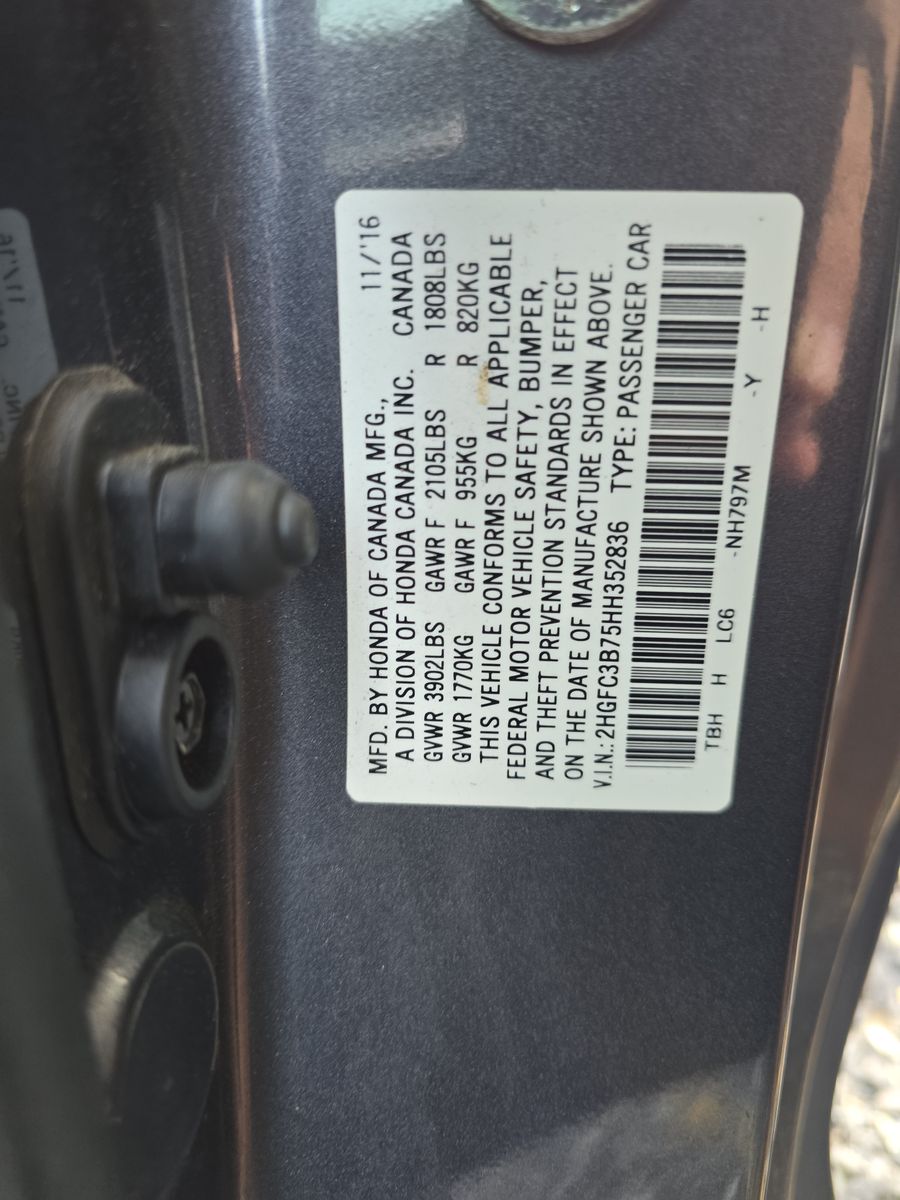 MFD. BY HONDA OF CANADA MFG., 11/'16
A DIVISION OF HONDA CANADA INC. CANADA
GVWR 3902LBS GAWR F 2105LBS R 1808LBS
GVWR 1770KG GAWR F 955KG R 820KG
THIS VEHICLE CONFORMS TO ALL APPLICABLE
FEDERAL MOTOR VEHICLE SAFETY, BUMPER,
AND THEFT PREVENTION STANDARDS IN EFFECT
ON THE DATE OF MANUFACTURE SHOWN ABOVE.
V.I.N.: 2HGFC3B75HH352836 TYPE: PASSENGER CAR
TBH H LC6 -NH797M -Y -H